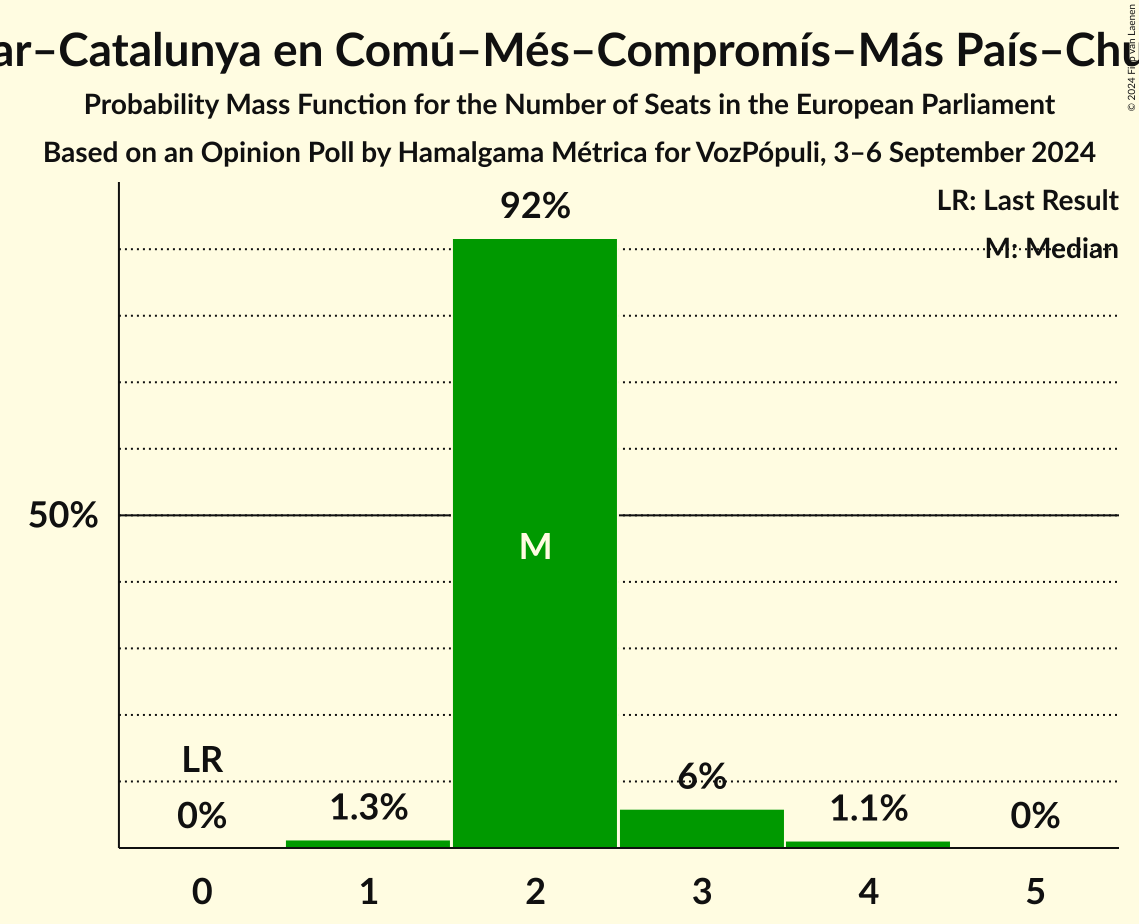 ar–Catalunya en Comú–Més–Compromís–Más País–Chu
© 2024 Filip van Laenen
Probability Mass Function for the Number of Seats in the European Parliament
Based on an Opinion Poll by Hamalgama Métrica for VozPópuli, 3–6 September 2024
LR: Last Result
M: Median
92%
50%
M
LR
0%
1.3%
6%
1.1%
0%
0 1 2 3 4 5